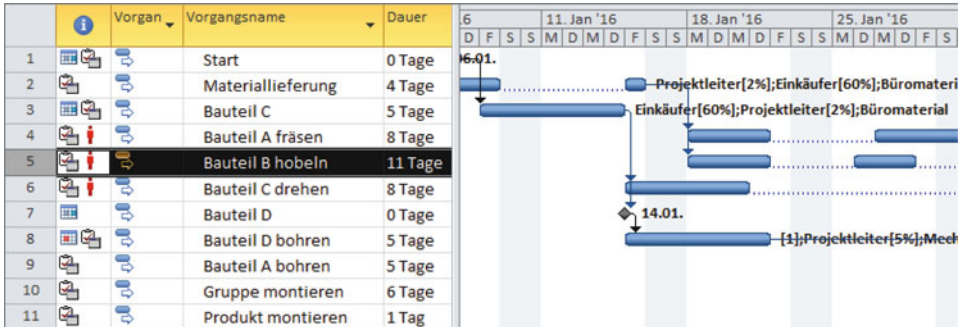 Vorgan Vorgangsname Dauer .6 11. Jan '16 18. Jan '16 25. Jan '16
D F S S M D M D F S S M D M D F S S M D M D F S
1 Start 0 Tage 06.01.
2 Materiallieferung 4 Tage Projektleiter[2%];Einkäufer[60%];Büromateri
3 Bauteil C 5 Tage Einkäufer[60%];Projektleiter[2%];Büromaterial
4 Bauteil A fräsen 8 Tage
5 Bauteil B hobeln 11 Tage
6 Bauteil C drehen 8 Tage
7 Bauteil D 0 Tage 14.01.
8 Bauteil D bohren 5 Tage [1];Projektleiter[5%];Mech
9 Bauteil A bohren 5 Tage
10 Gruppe montieren 6 Tage
11 Produkt montieren 1 Tag